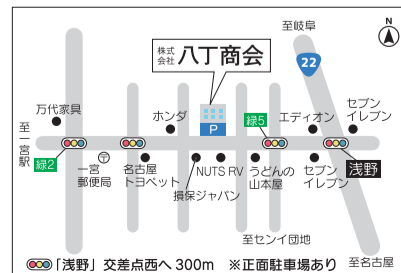 至岐阜
N
22
株式
会社
八丁商会
万代家具
ホンダ
P
緑5
エディオン
セブン
イレブン
至一宮駅
緑2
一宮
郵便局
名古屋
トヨペット
損保ジャパン
NUTS RV
うどんの
山本屋
セブン
イレブン
浅野
至センイ団地
至名古屋
「浅野」交差点西へ300m ※正面駐車場あり